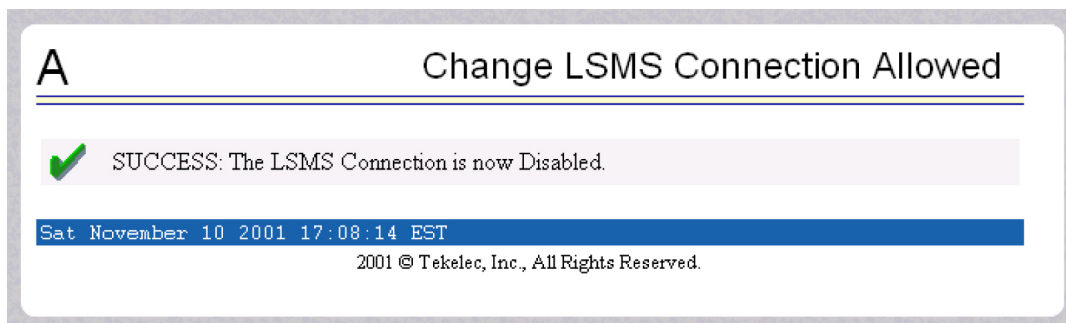 A Change LSMS Connection Allowed
SUCCESS: The LSMS Connection is now Disabled.
Sat November 10 2001 17:08:14 EST
2001 © Tekelec, Inc., All Rights Reserved.